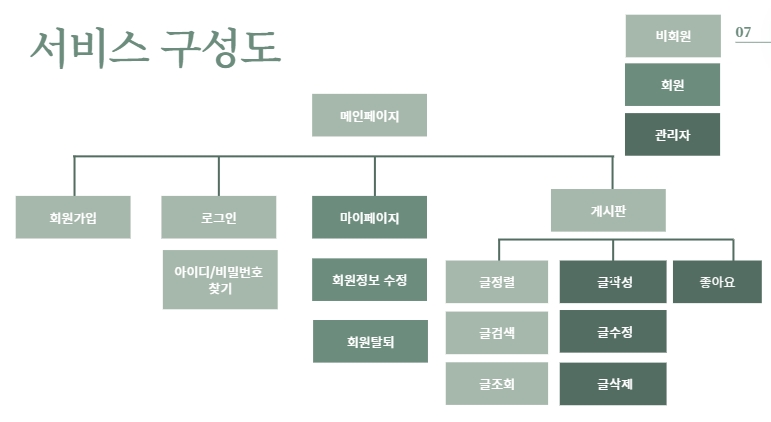 서비스 구성도
07
비회원
회원
관리자
메인페이지
회원가입
로그인
마이페이지
게시판
아이디/비밀번호
찾기
회원정보 수정
회원탈퇴
글정렬
글작성
좋아요
글검색
글수정
글조회
글삭제